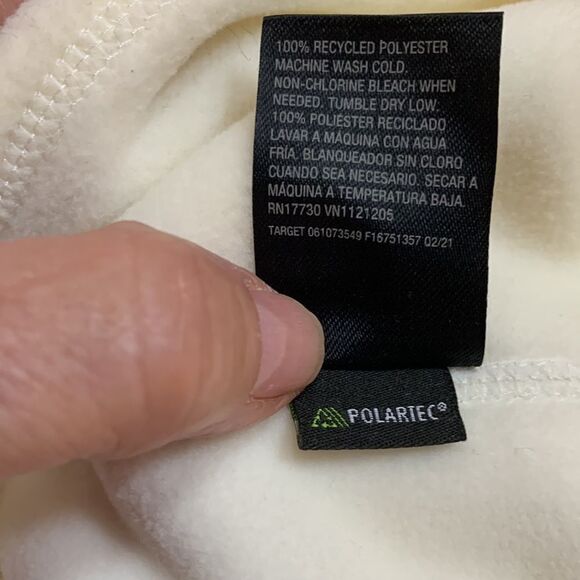 100% RECYCLED POLYESTER
MACHINE WASH COLD.
NON-CHLORINE BLEACH WHEN
NEEDED. TUMBLE DRY LOW.
100% POLIÉSTER RECICLADO
LAVAR A MÁQUINA CON AGUA
FRÍA. BLANQUEADOR SIN CLORO
CUANDO SEA NECESARIO. SECAR A
MÁQUINA A TEMPERATURA BAJA.
RN17730 VN1121205
TARGET 061073549 F16751357 Q2/21
POLARTEC®